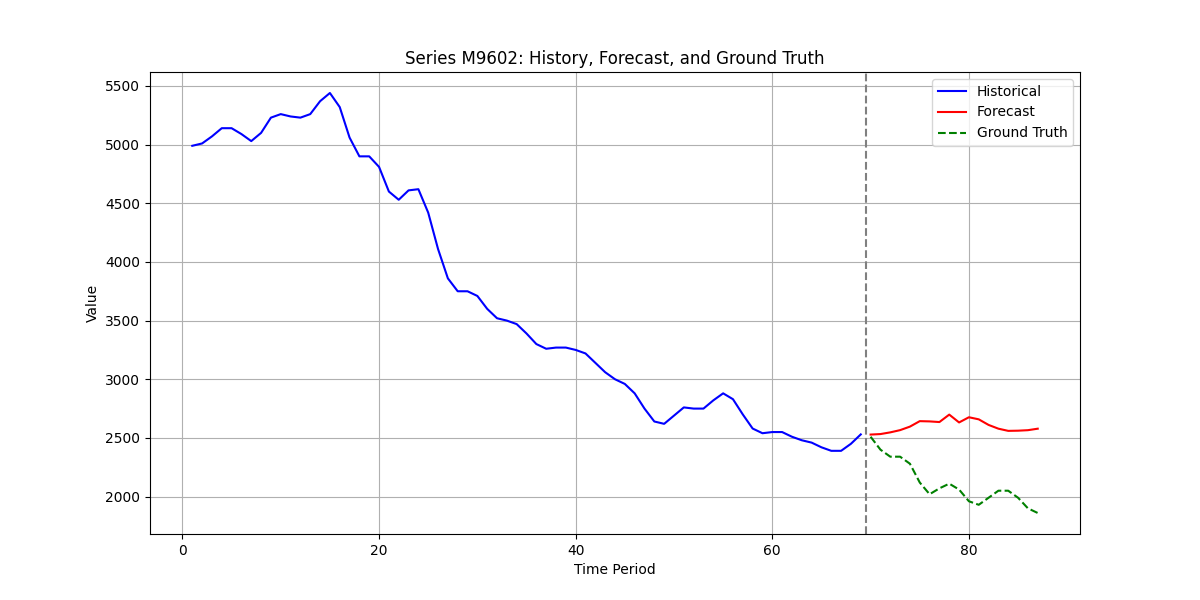 Series M9602: History, Forecast, and Ground Truth
Historical
Forecast
Ground Truth
5500
5000
4500
4000
3500
3000
2500
2000
Value
0 20 40 60 80
Time Period